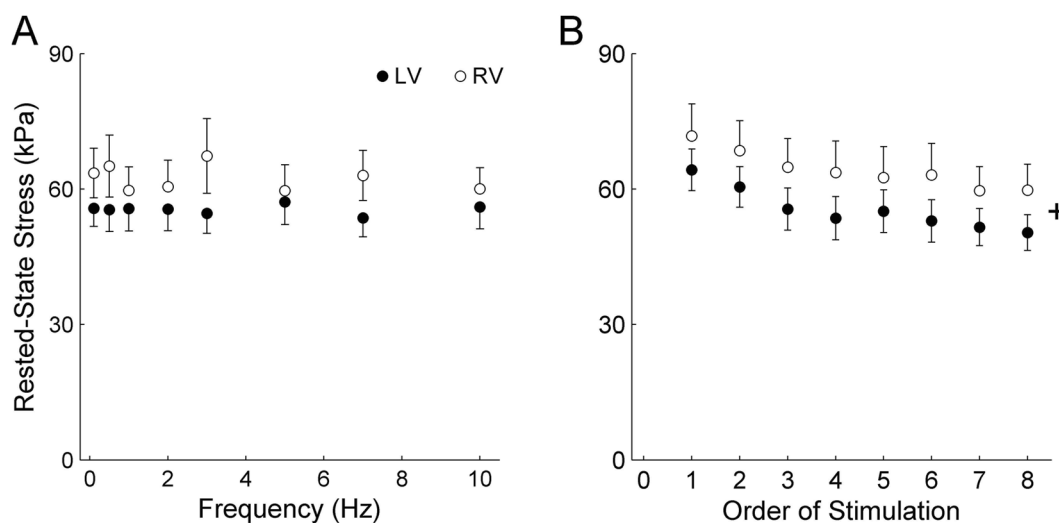 A
B
90
60
30
0
Rested-State Stress (kPa)
LV RV
0 2 4 6 8 10
Frequency (Hz)
90
60
30
0
+
0 1 2 3 4 5 6 7 8
Order of Stimulation